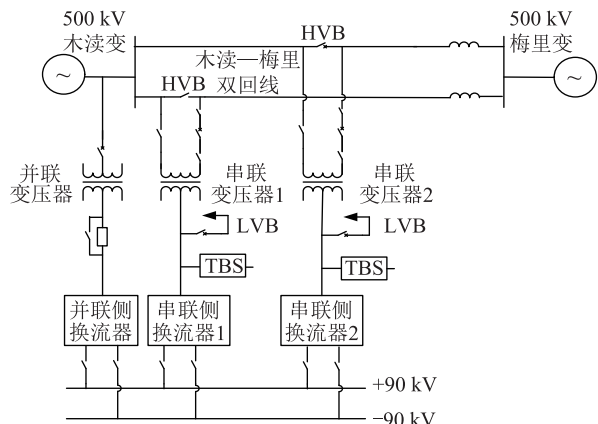 500 kV
木渎变
HVB
500 kV
梅里变
~
木渎—梅里
双回线
HVB
~
并联
变压器
串联
变压器1
串联
变压器2
LVB
LVB
TBS
TBS
并联侧
换流器
串联侧
换流器1
串联侧
换流器2
+90 kV
−90 kV